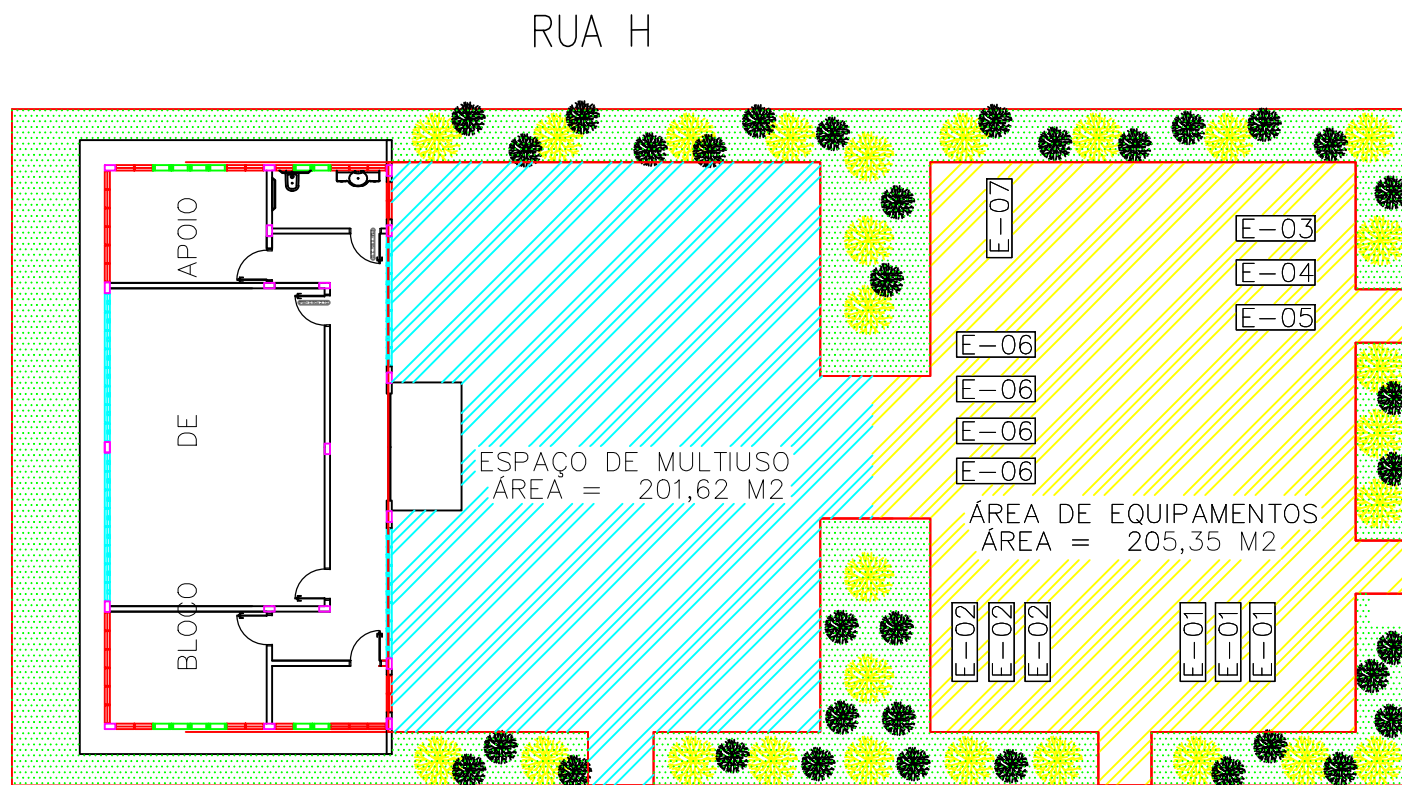 RUA H
BLOCO DE APOIO
ESPAÇO DE MULTIUSO
ÁREA = 201,62 M2
E-07
E-03
E-04
E-05
E-06
E-06
E-06
E-06
ÁREA DE EQUIPAMENTOS
ÁREA = 205,35 M2
E-02
E-02
E-02
E-01
E-01
E-01